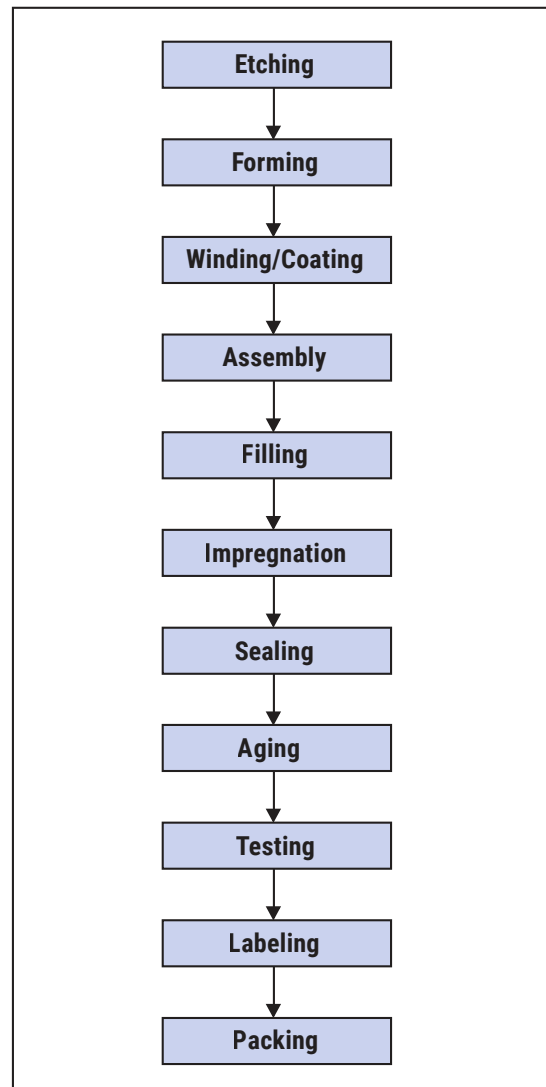 Etching
Forming
Winding/Coating
Assembly
Filling
Impregnation
Sealing
Aging
Testing
Labeling
Packing